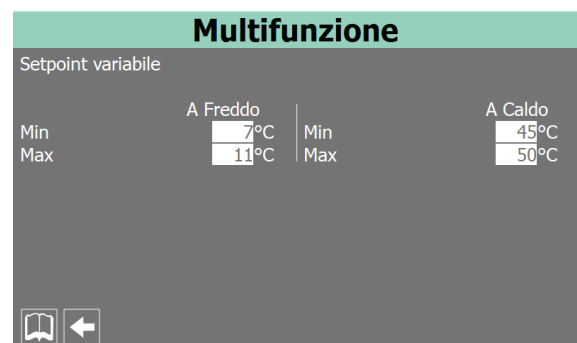 Multifunzione
Setpoint variabile
A Freddo A Caldo
Min 7°C Min 45°C
Max 11°C Max 50°C